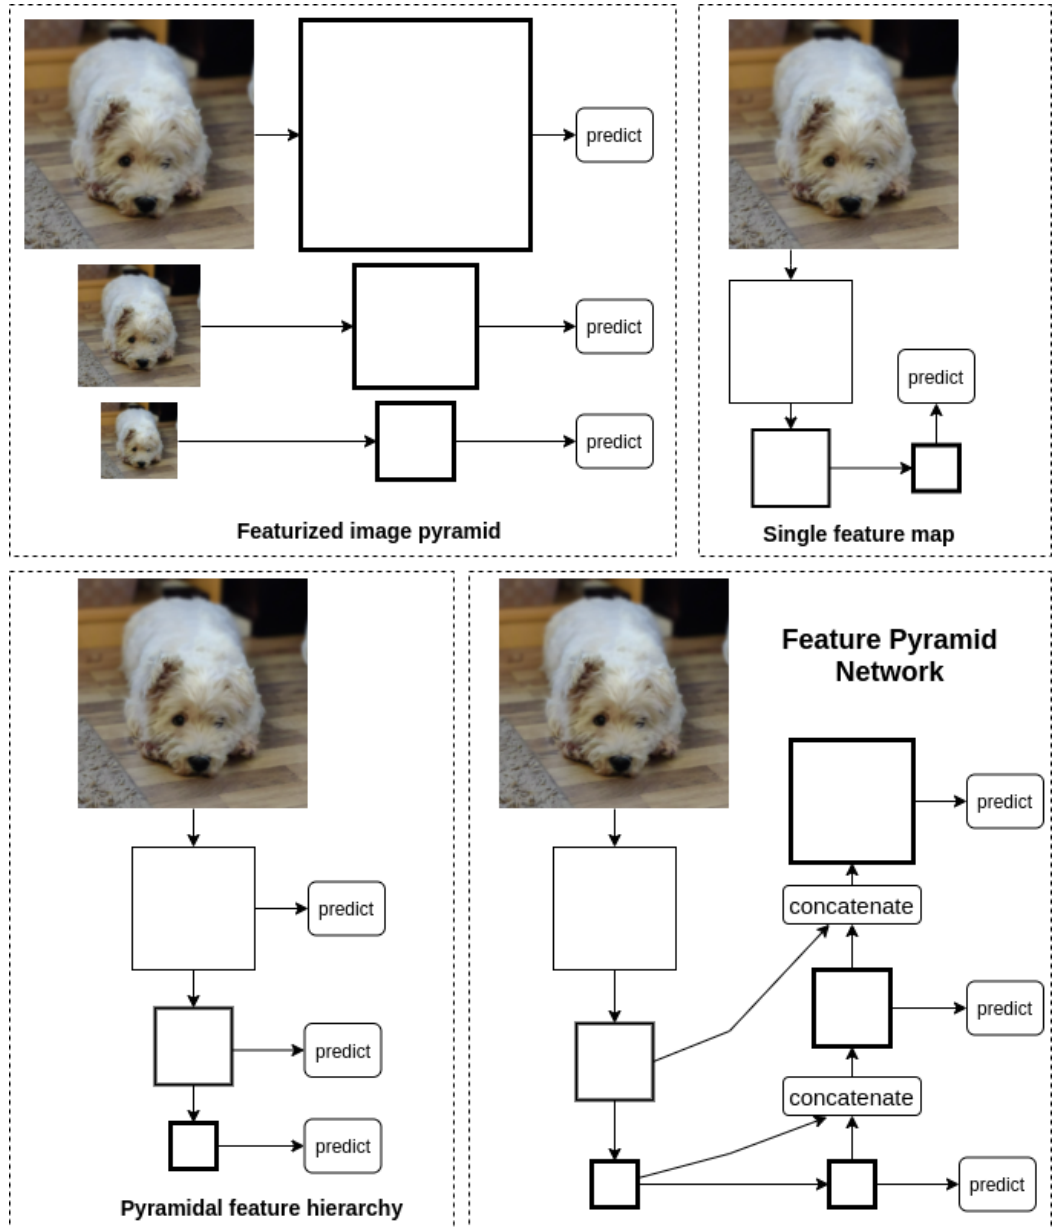 predict
predict
predict
Featurized image pyramid
predict
Single feature map
predict
predict
predict
Pyramidal feature hierarchy
Feature Pyramid
Network
predict
concatenate
predict
concatenate
predict